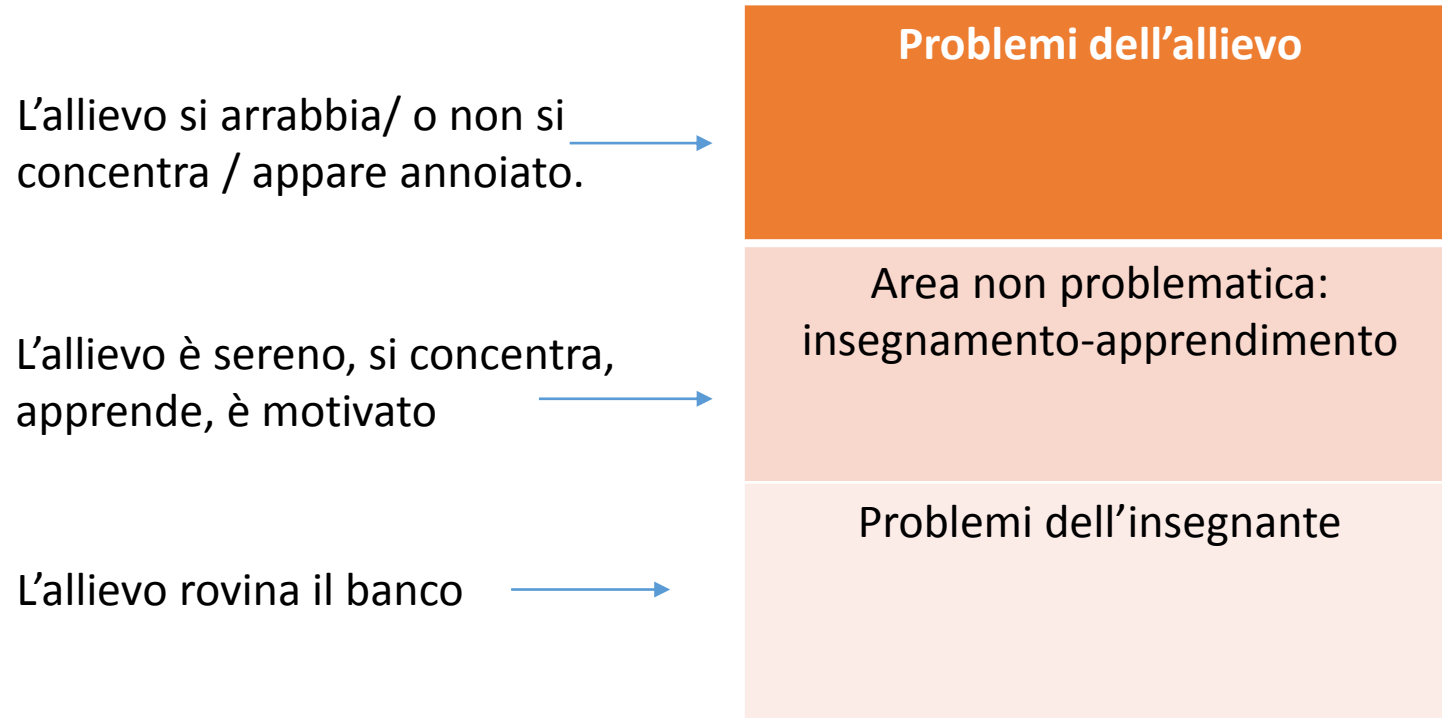 Problemi dell’allievo
L’allievo si arrabbia/ o non si
concentra / appare annoiato.
Area non problematica:
insegnamento-apprendimento
L’allievo è sereno, si concentra,
apprende, è motivato
Problemi dell’insegnante
L’allievo rovina il banco